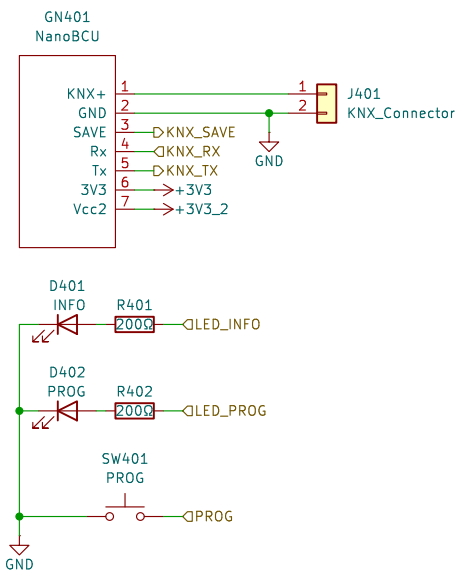 GN401
NanoBCU
KNX+ 1
GND 2
SAVE 3 KNX_SAVE
Rx 4 KNX_RX
Tx 5 KNX_TX
3V3 6 +3V3
Vcc2 7 +3V3_2
1 J401
2 KNX_Connector
GND
D401
INFO
R401
200Ω
LED_INFO
D402
PROG
R402
200Ω
LED_PROG
SW401
PROG
PROG
GND